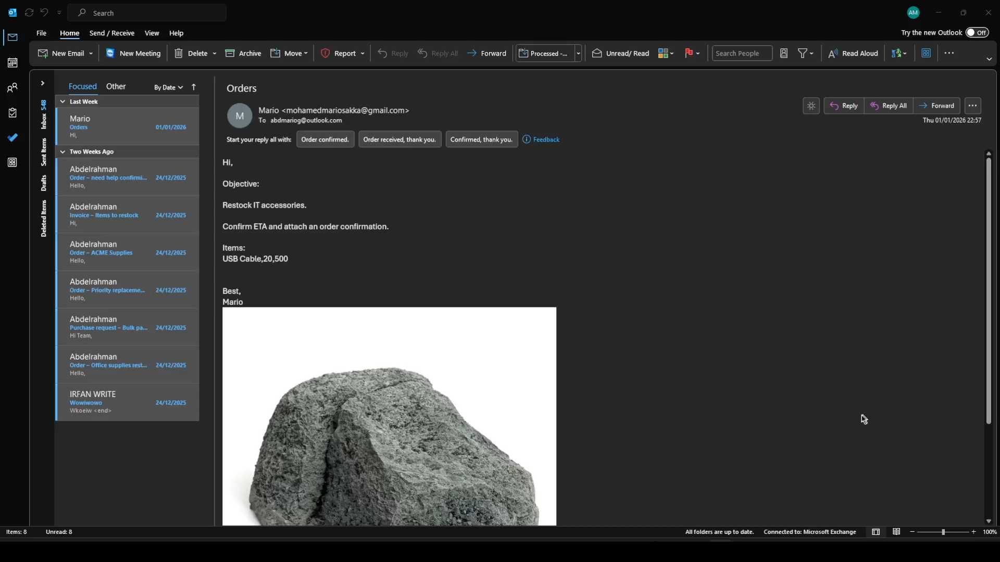 Search
AM
File Home Send / Receive View Help
Try the new Outlook Off
New Email New Meeting Delete Archive Move Report Reply Reply All Forward Processed -... Unread/ Read Search People Read Aloud
Inbox 548
Sent Items
Drafts
Deleted Items
Focused Other By Date
Last Week
Mario
Orders 01/01/2026
Hi,
Two Weeks Ago
Abdelrahman
Order – need help confirmi... 24/12/2025
Hello,
Abdelrahman
Invoice – Items to restock 24/12/2025
Hi,
Abdelrahman
Order – ACME Supplies 24/12/2025
Hello,
Abdelrahman
Order – Priority replaceme... 24/12/2025
Hello,
Abdelrahman
Purchase request – Bulk pa... 24/12/2025
Hi Team,
Abdelrahman
Order – Office supplies rest... 24/12/2025
Hello,
IRFAN WRITE
Wowiwowo 24/12/2025
Wkoeiw <end>
Orders
M
Mario <mohamedmariosakka@gmail.com>
To abdmariog@outlook.com
Reply Reply All Forward
Thu 01/01/2026 22:57
Start your reply all with: Order confirmed. Order received, thank you. Confirmed, thank you. Feedback
Hi,
Objective:
Restock IT accessories.
Confirm ETA and attach an order confirmation.
Items:
USB Cable,20,500
Best,
Mario
Items: 8 Unread: 8 All folders are up to date. Connected to: Microsoft Exchange 100%